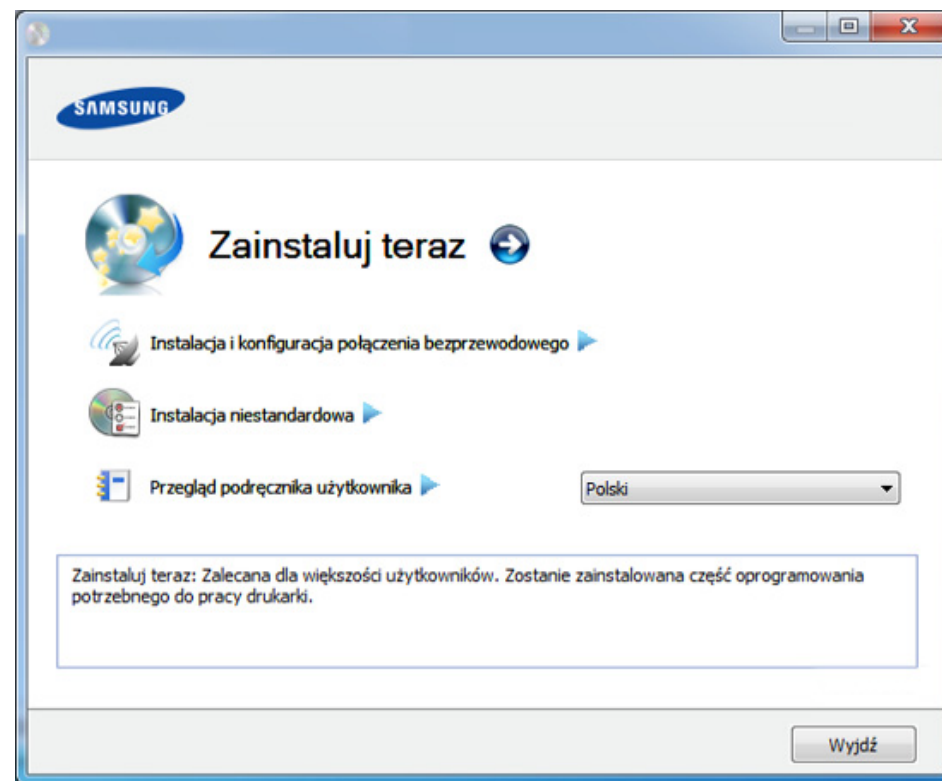 SAMSUNG
Zainstaluj teraz
Instalacja i konfiguracja połączenia bezprzewodowego
Instalacja niestandardowa
Przegląd podręcznika użytkownika
Polski
Zainstaluj teraz: Zalecana dla większości użytkowników. Zostanie zainstalowana część oprogramowania
potrzebnego do pracy drukarki.
Wyjdź